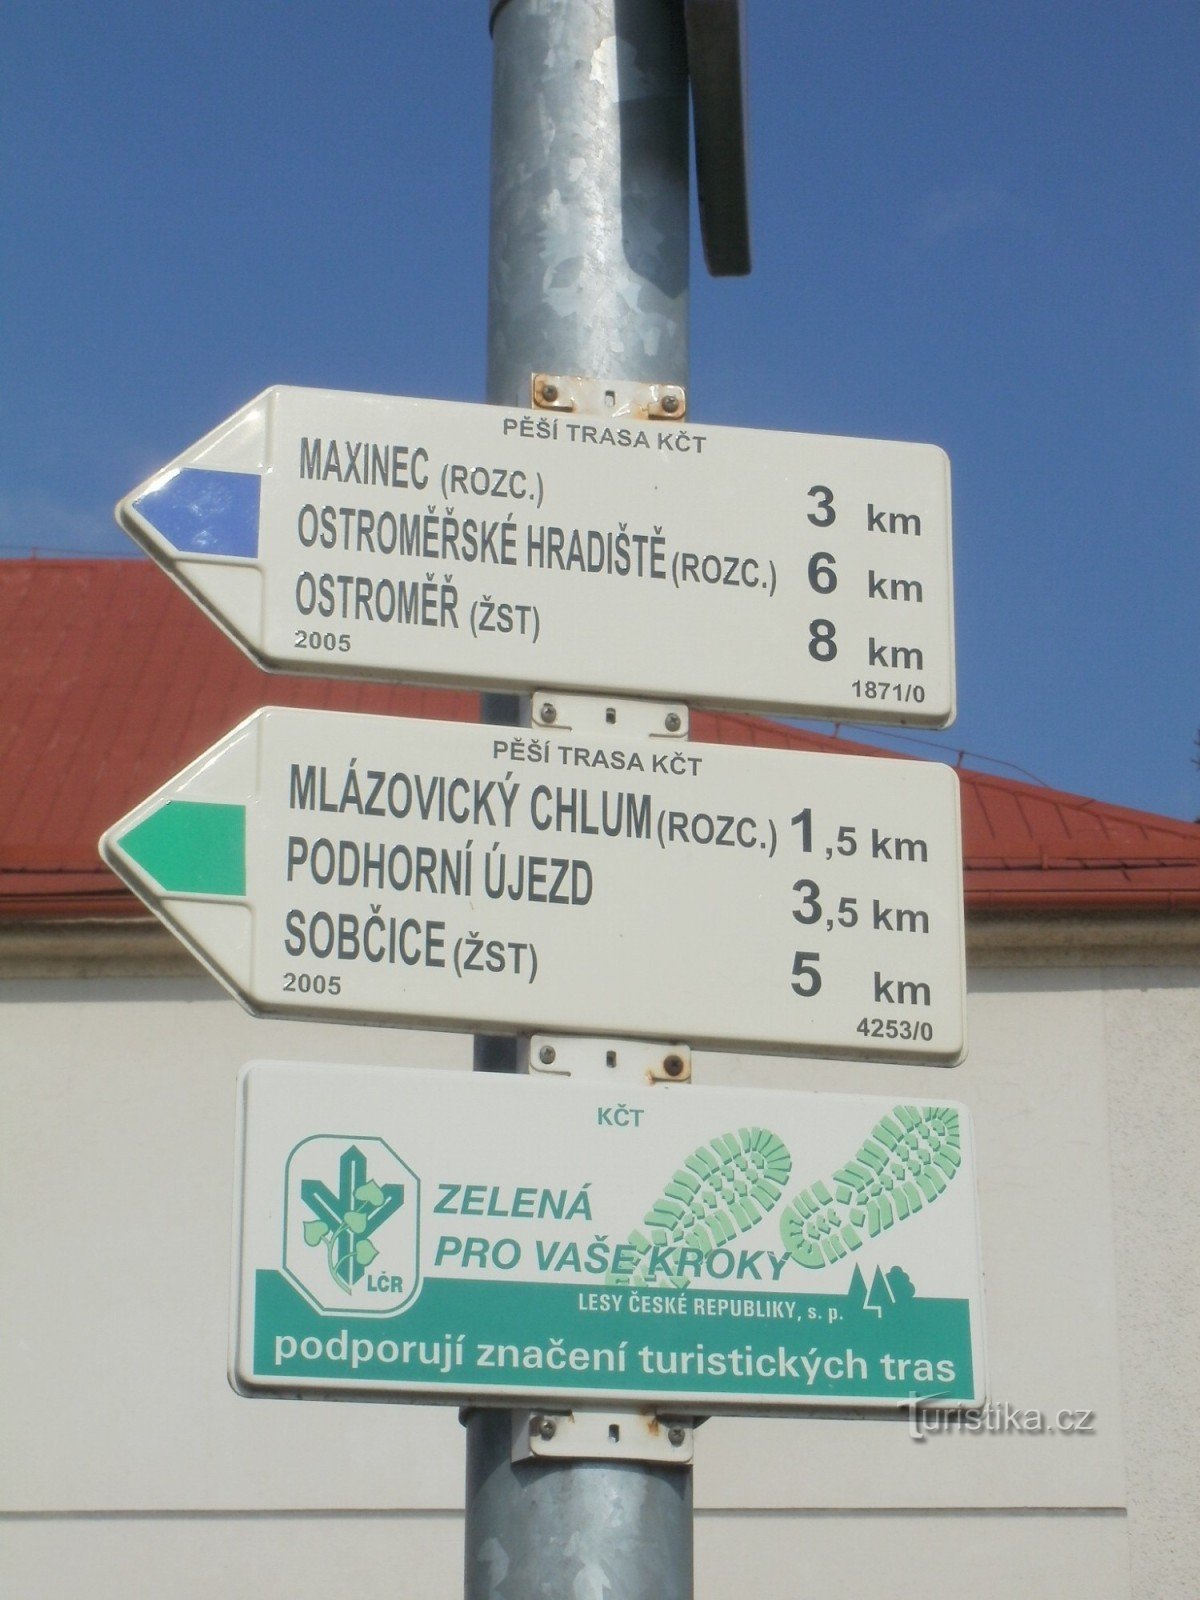 PĚŠÍ TRASA KČT
MAXINEC (ROZC.) 3 km
OSTROMĚŘSKÉ HRADIŠTĚ (ROZC.) 6 km
OSTROMĚŘ (ŽST) 8 km
2005 1871/0
PĚŠÍ TRASA KČT
MLÁZOVICKÝ CHLUM (ROZC.) 1,5 km
PODHORNÍ ÚJEZD 3,5 km
SOBČICE (ŽST) 5 km
2005 4253/0
KČT
ZELENÁ
PRO VAŠE KROKY
LČR
LESY ČESKÉ REPUBLIKY, s. p.
podporují značení turistických tras
Turistika.cz